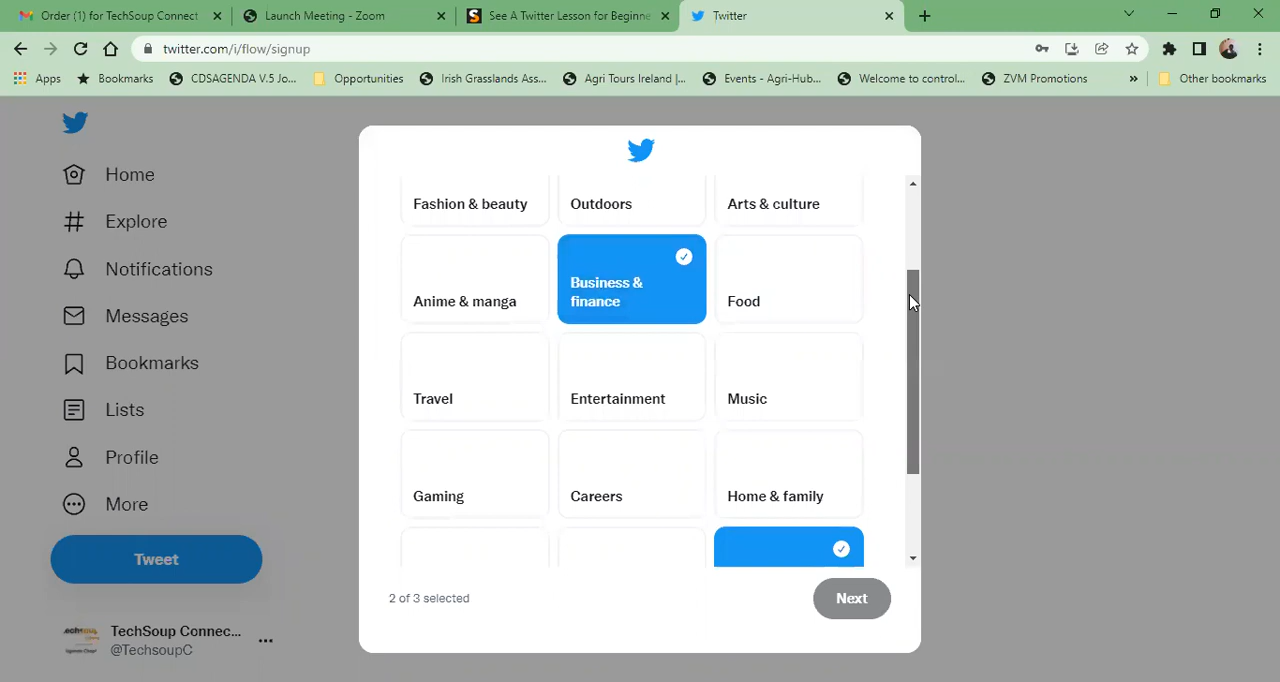 Order (1) for TechSoup Connect
Launch Meeting - Zoom
See A Twitter Lesson for Beginne
Twitter
twitter.com/i/flow/signup
Apps
Bookmarks
CDSAGENDA V.5 Jo...
Opportunities
Irish Grasslands Ass...
Agri Tours Ireland |...
Events - Agri-Hub...
Welcome to control...
ZVM Promotions
»
Other bookmarks
Home
Explore
Notifications
Messages
Bookmarks
Lists
Profile
More
Tweet
TechSoup Connec...
@TechsoupC
Fashion & beauty
Outdoors
Arts & culture
Anime & manga
Business &
finance
Food
Travel
Entertainment
Music
Gaming
Careers
Home & family
2 of 3 selected
Next